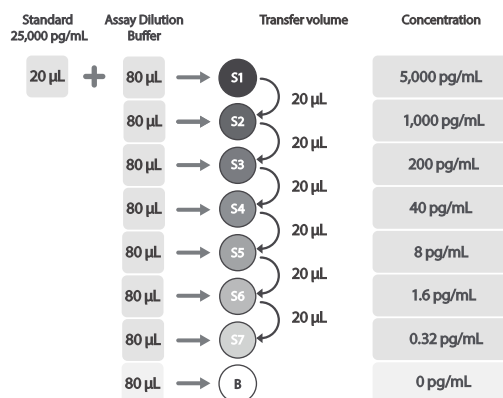 Standard
25,000 pg/mL
Assay Dilution
Buffer
Transfer volume
Concentration
20 µL + 80 µL S1 5,000 pg/mL
20 µL
80 µL S2 1,000 pg/mL
20 µL
80 µL S3 200 pg/mL
20 µL
80 µL S4 40 pg/mL
20 µL
80 µL S5 8 pg/mL
20 µL
80 µL S6 1.6 pg/mL
20 µL
80 µL S7 0.32 pg/mL
80 µL B 0 pg/mL